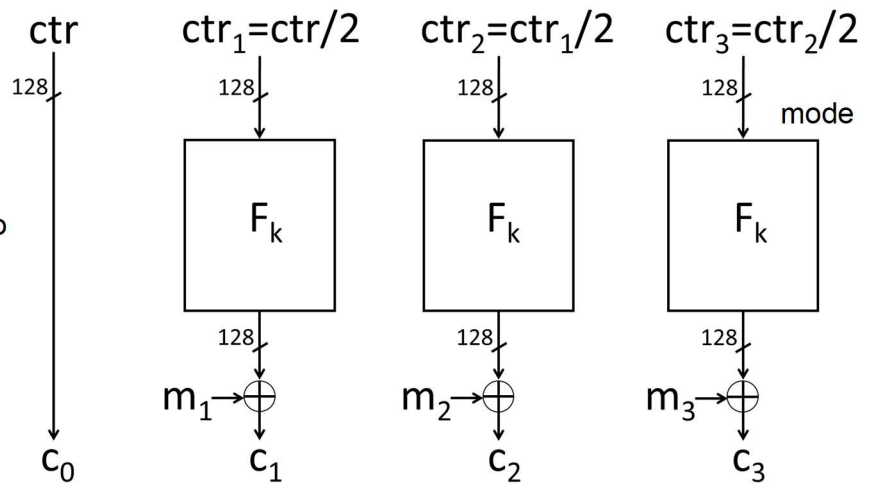 ctr ctr₁=ctr/2 ctr₂=ctr₁/2 ctr₃=ctr₂/2
128 128 128 128
mode
Fₖ Fₖ Fₖ
128 128 128
m₁ m₂ m₃
c₀ c₁ c₂ c₃